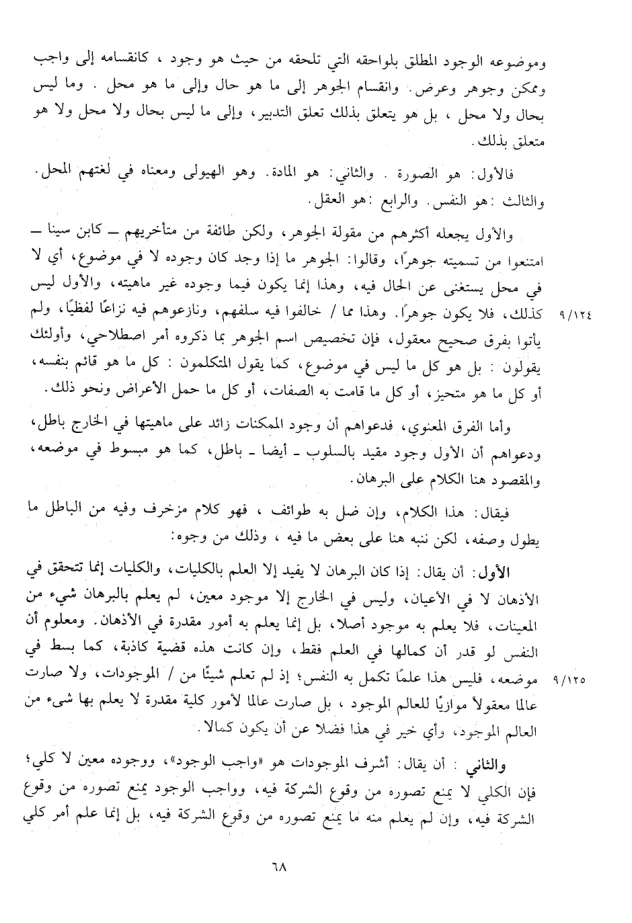 وموضوعه الوجود المطلق بلواحقه التي تلحقه من حيث هو وجود ، كانقسامه إلى واجب
وممكن وجوهر وعرض. وانقسام الجوهر إلى ما هو حال وإلى ما هو محل . وما ليس
بحال ولا محل ، بل هو يتعلق بذلك تعلق التدبير، وإلى ما ليس بحال ولا محل ولا هو
متعلق بذلك.
فالأول: هو الصورة . والثاني: هو المادة. وهو الهيولى ومعناه في لغتهم المحل.
والثالث :هو النفس. والرابع :هو العقل.
والأول يجعله أكثرهم من مقولة الجوهر، ولكن طائفة من متأخريهم ــ كابن سينا ــ
امتنعوا من تسميته جوهرًا، وقالوا: الجوهر ما إذا وجد كان وجوده لا في موضوع، أي لا
في محل يستغنى عن الحال فيه، وهذا إنما يكون فيما وجوده غير ماهيته، والأول ليس
٩/١٢٤ كذلك، فلا يكون جوهرًا. وهذا مما / خالفوا فيه سلفهم، ونازعوهم فيه نزاعًا لفظيًا، ولم
يأتوا بفرق صحيح معقول، فإن تخصيص اسم الجوهر بما ذكروه أمر اصطلاحي، وأولئك
يقولون : بل هو كل ما ليس في موضوع، كما يقول المتكلمون : كل ما هو قائم بنفسه،
أو كل ما هو متحيز، أو كل ما قامت به الصفات، أو كل ما حمل الأعراض ونحو ذلك.
وأما الفرق المعنوي، فدعواهم أن وجود الممكنات زائد على ماهيتها في الخارج باطل،
ودعواهم أن الأول وجود مقيد بالسلوب ـ أيضا ـ باطل، كما هو مبسوط في موضعه،
والمقصود هنا الكلام على البرهان.
فيقال: هذا الكلام، وإن ضل به طوائف ، فهو كلام مزخرف وفيه من الباطل ما
يطول وصفه، لكن ننبه هنا على بعض ما فيه ، وذلك من وجوه:
الأول: أن يقال: إذا كان البرهان لا يفيد إلا العلم بالكليات، والكليات إنما تتحقق في
الأذهان لا في الأعيان، وليس في الخارج إلا موجود معين، لم يعلم بالبرهان شيء من
المعينات، فلا يعلم به موجود أصلا، بل إنما يعلم به أمور مقدرة في الأذهان. ومعلوم أن
النفس لو قدر أن كمالها في العلم فقط، وإن كانت هذه قضية كاذبة، كما بسط في
٩/١٢٥ موضعه، فليس هذا علمًا تكمل به النفس؛ إذ لم تعلم شيئًا من / الموجودات، ولا صارت
عالما معقولاً موازيًا للعالم الموجود ، بل صارت عالما لأمور كلية مقدرة لا يعلم بها شىء من
العالم الموجود، وأي خير في هذا فضلا عن أن يكون كمالا.
والثاني : أن يقال: أشرف الموجودات هو «واجب الوجود»، ووجوده معين لا كلي؛
فإن الكلي لا يمنع تصوره من وقوع الشركة فيه، وواجب الوجود يمنع تصوره من وقوع
الشركة فيه، وإن لم يعلم منه ما يمنع تصوره من وقوع الشركة فيه، بل إنما علم أمر كلي
٦٨